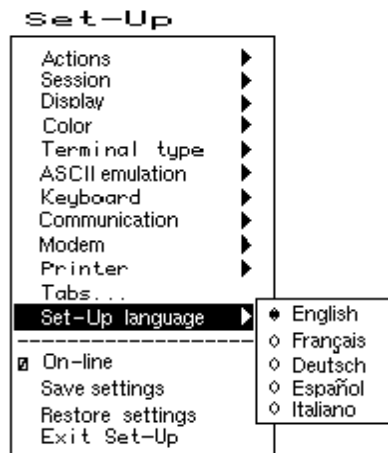 Set-Up
Actions
Session
Display
Color
Terminal type
ASCII emulation
Keyboard
Communication
Modem
Printer
Tabs...
Set-Up language
English
Français
Deutsch
Español
Italiano
On-line
Save settings
Restore settings
Exit Set-Up